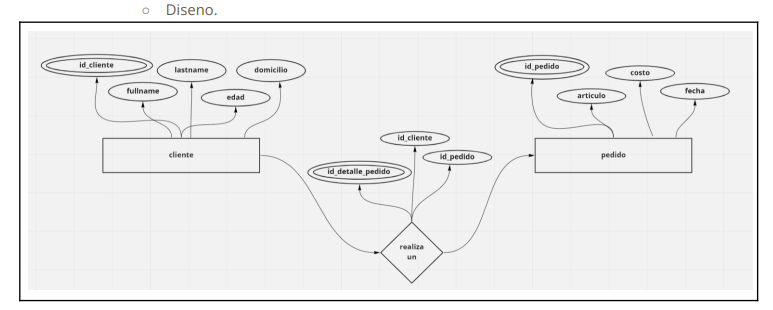 ○ Diseno.
id_cliente
lastname
domicilio
fullname
edad
cliente
id_cliente
id_pedido
id_detalle_pedido
realiza
un
id_pedido
costo
articulo
fecha
pedido